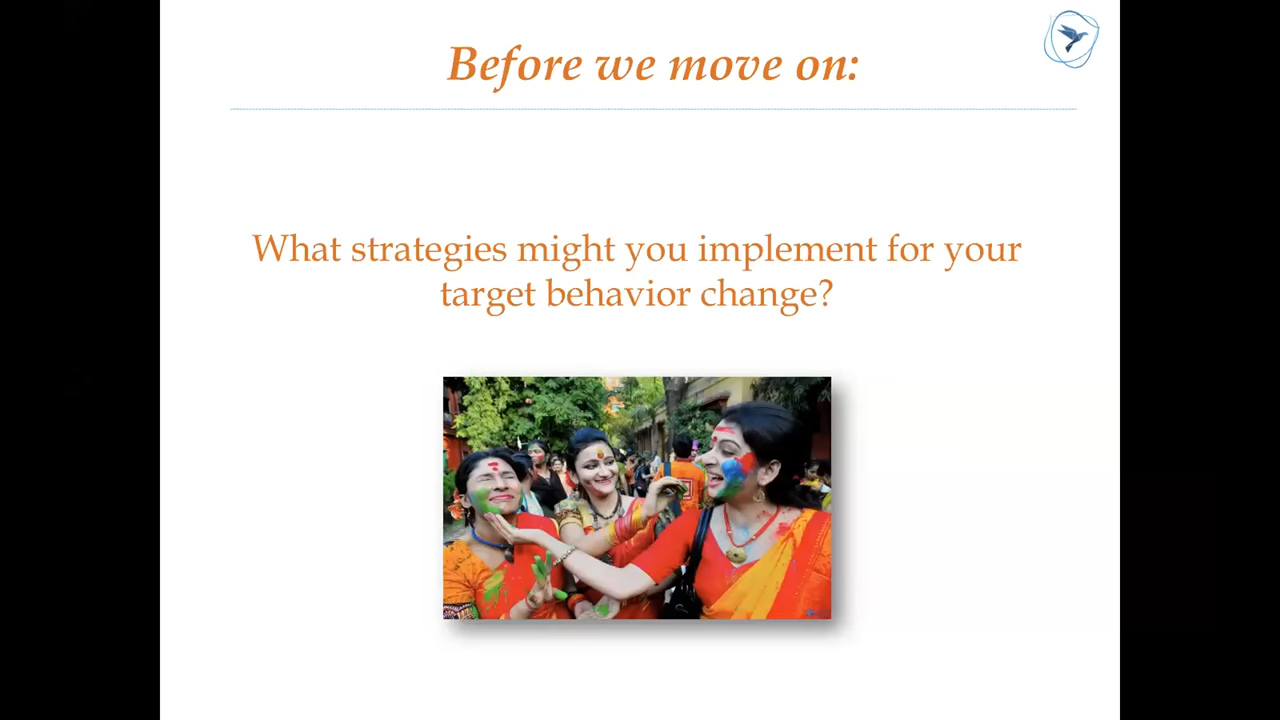 Before we move on:
What strategies might you implement for your
target behavior change?